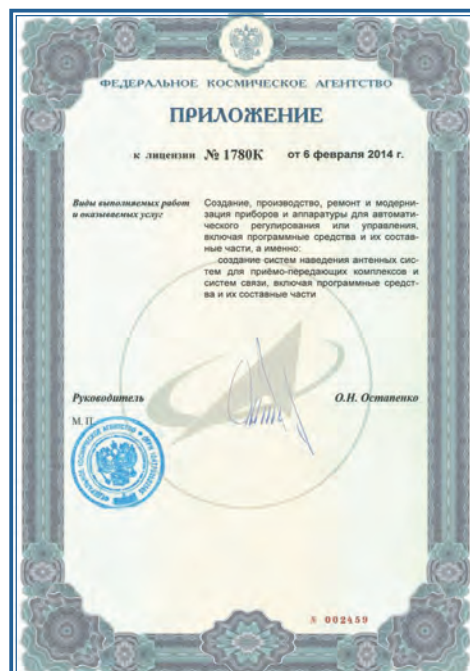 ФЕДЕРАЛЬНОЕ КОСМИЧЕСКОЕ АГЕНТСТВО
ПРИЛОЖЕНИЕ
к лицензии № 1780К от 6 февраля 2014 г.
Виды выполняемых работ
и оказываемых услуг
Создание, производство, ремонт и модерни-
зация приборов и аппаратуры для автомати-
ческого регулирования или управления,
включая программные средства и их состав-
ные части, а именно:
создание систем наведения антенных сис-
тем для приёмо-передающих комплексов и
систем связи, включая программные средст-
ва и их составные части
Руководитель
О.Н. Остапенко
М. П.
№ 002459